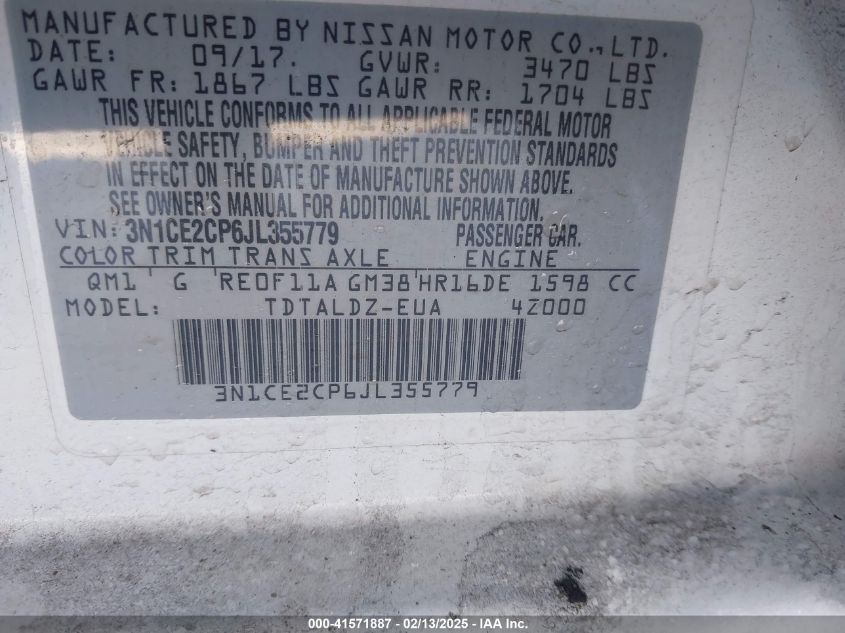 MANUFACTURED BY NISSAN MOTOR CO., LTD.
DATE: 09/17. GVWR: 3470 LBS
GAWR FR: 1867 LBS GAWR RR: 1704 LBS
THIS VEHICLE CONFORMS TO ALL APPLICABLE FEDERAL MOTOR
VEHICLE SAFETY, BUMPER AND THEFT PREVENTION STANDARDS
IN EFFECT ON THE DATE OF MANUFACTURE SHOWN ABOVE.
SEE OWNER'S MANUAL FOR ADDITIONAL INFORMATION.
VIN: 3N1CE2CP6JL355779 PASSENGER CAR.
COLOR TRIM TRANS AXLE ENGINE
QM1 G RE0F11A GM38 HR16DE 1598 CC
MODEL: TDTALDZ-EUA 4Z000
3N1CE2CP6JL355779
000-41571887 - 02/13/2025 - IAA Inc.